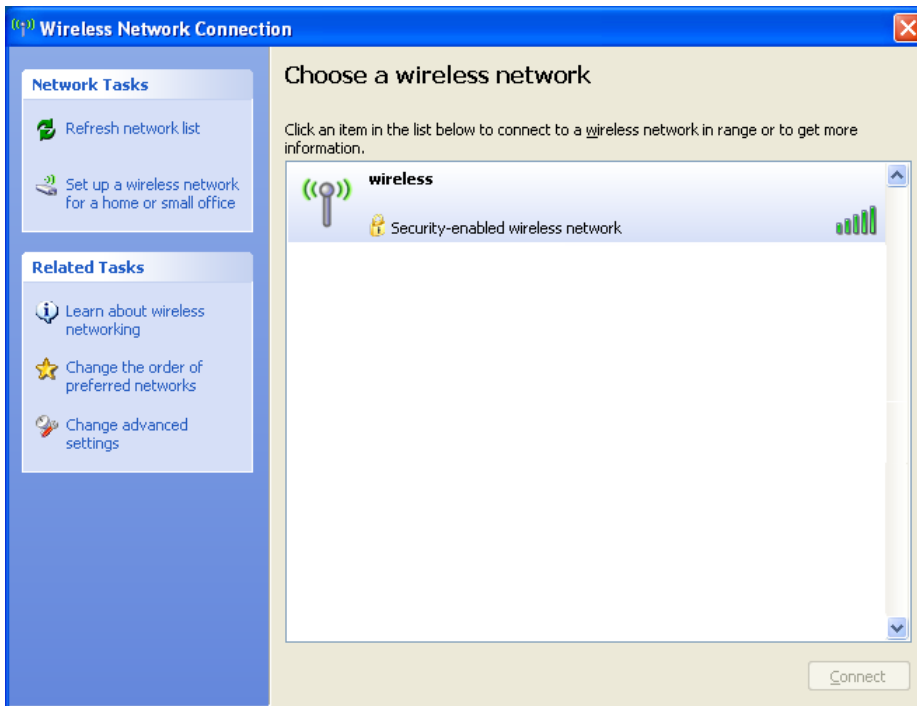 Wireless Network Connection
Network Tasks
Refresh network list
Set up a wireless network
for a home or small office
Related Tasks
Learn about wireless
networking
Change the order of
preferred networks
Change advanced
settings
Choose a wireless network
Click an item in the list below to connect to a wireless network in range or to get more
information.
wireless
Security-enabled wireless network
Connect